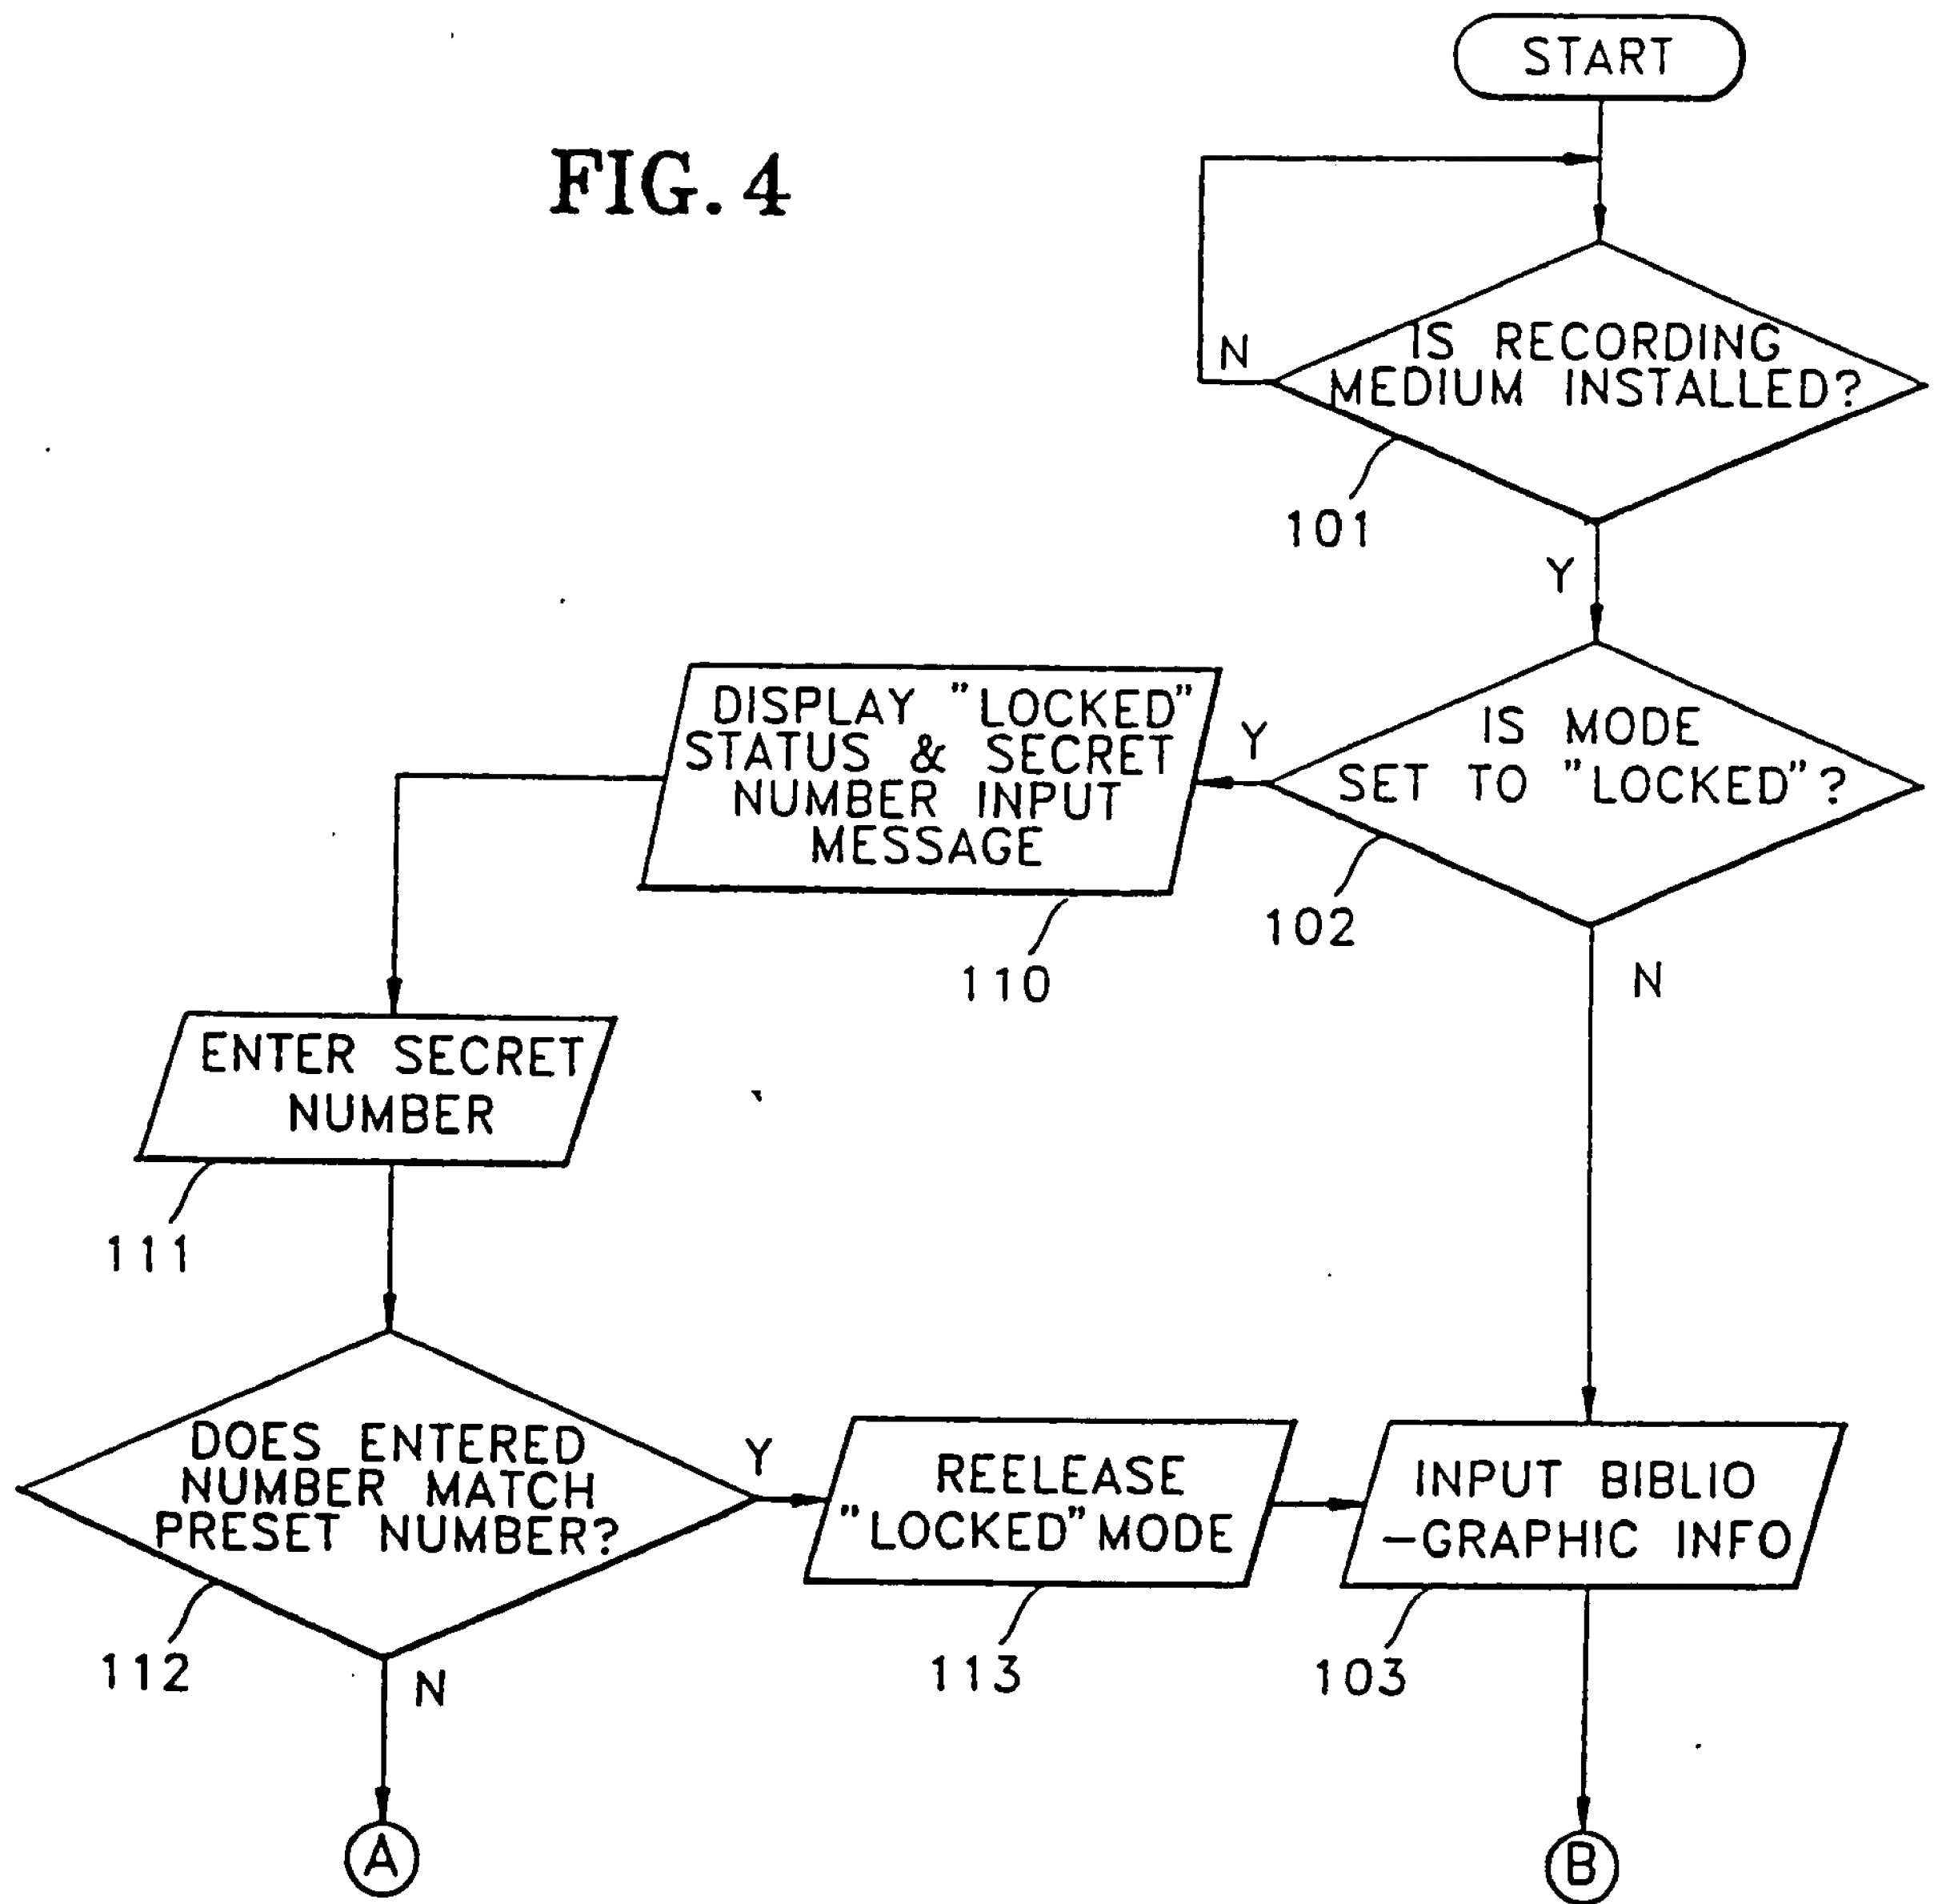 FIG. 4
START
IS RECORDING
MEDIUM INSTALLED?
N
101
Y
IS MODE
SET TO "LOCKED"?
Y
102
N
DISPLAY "LOCKED"
STATUS & SECRET
NUMBER INPUT
MESSAGE
110
ENTER SECRET
NUMBER
111
DOES ENTERED
NUMBER MATCH
PRESET NUMBER?
Y
112
N
REELEASE
"LOCKED" MODE
113
INPUT BIBLIO
-GRAPHIC INFO
103
A
B